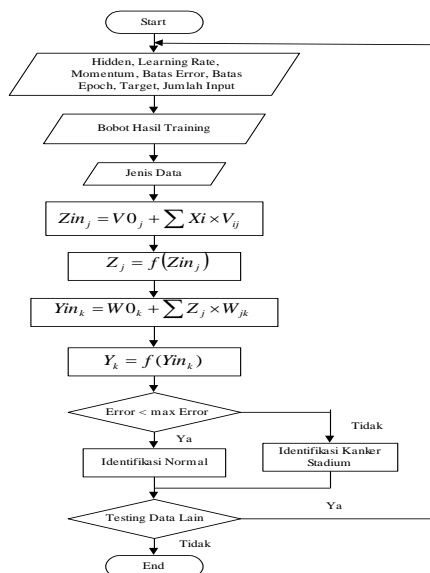 Start
Hidden, Learning Rate,
Momentum, Batas Error, Batas
Epoch, Target, Jumlah Input
Bobot Hasil Training
Jenis Data
Zin_j = V0_j + ∑ Xi × V_ij
Z_j = f(Zin_j)
Yin_k = W0_k + ∑ Z_j × W_jk
Y_k = f(Yin_k)
Error < max Error
Tidak
Ya
Identifikasi Normal
Identifikasi Kanker
Stadium
Testing Data Lain
Ya
Tidak
End